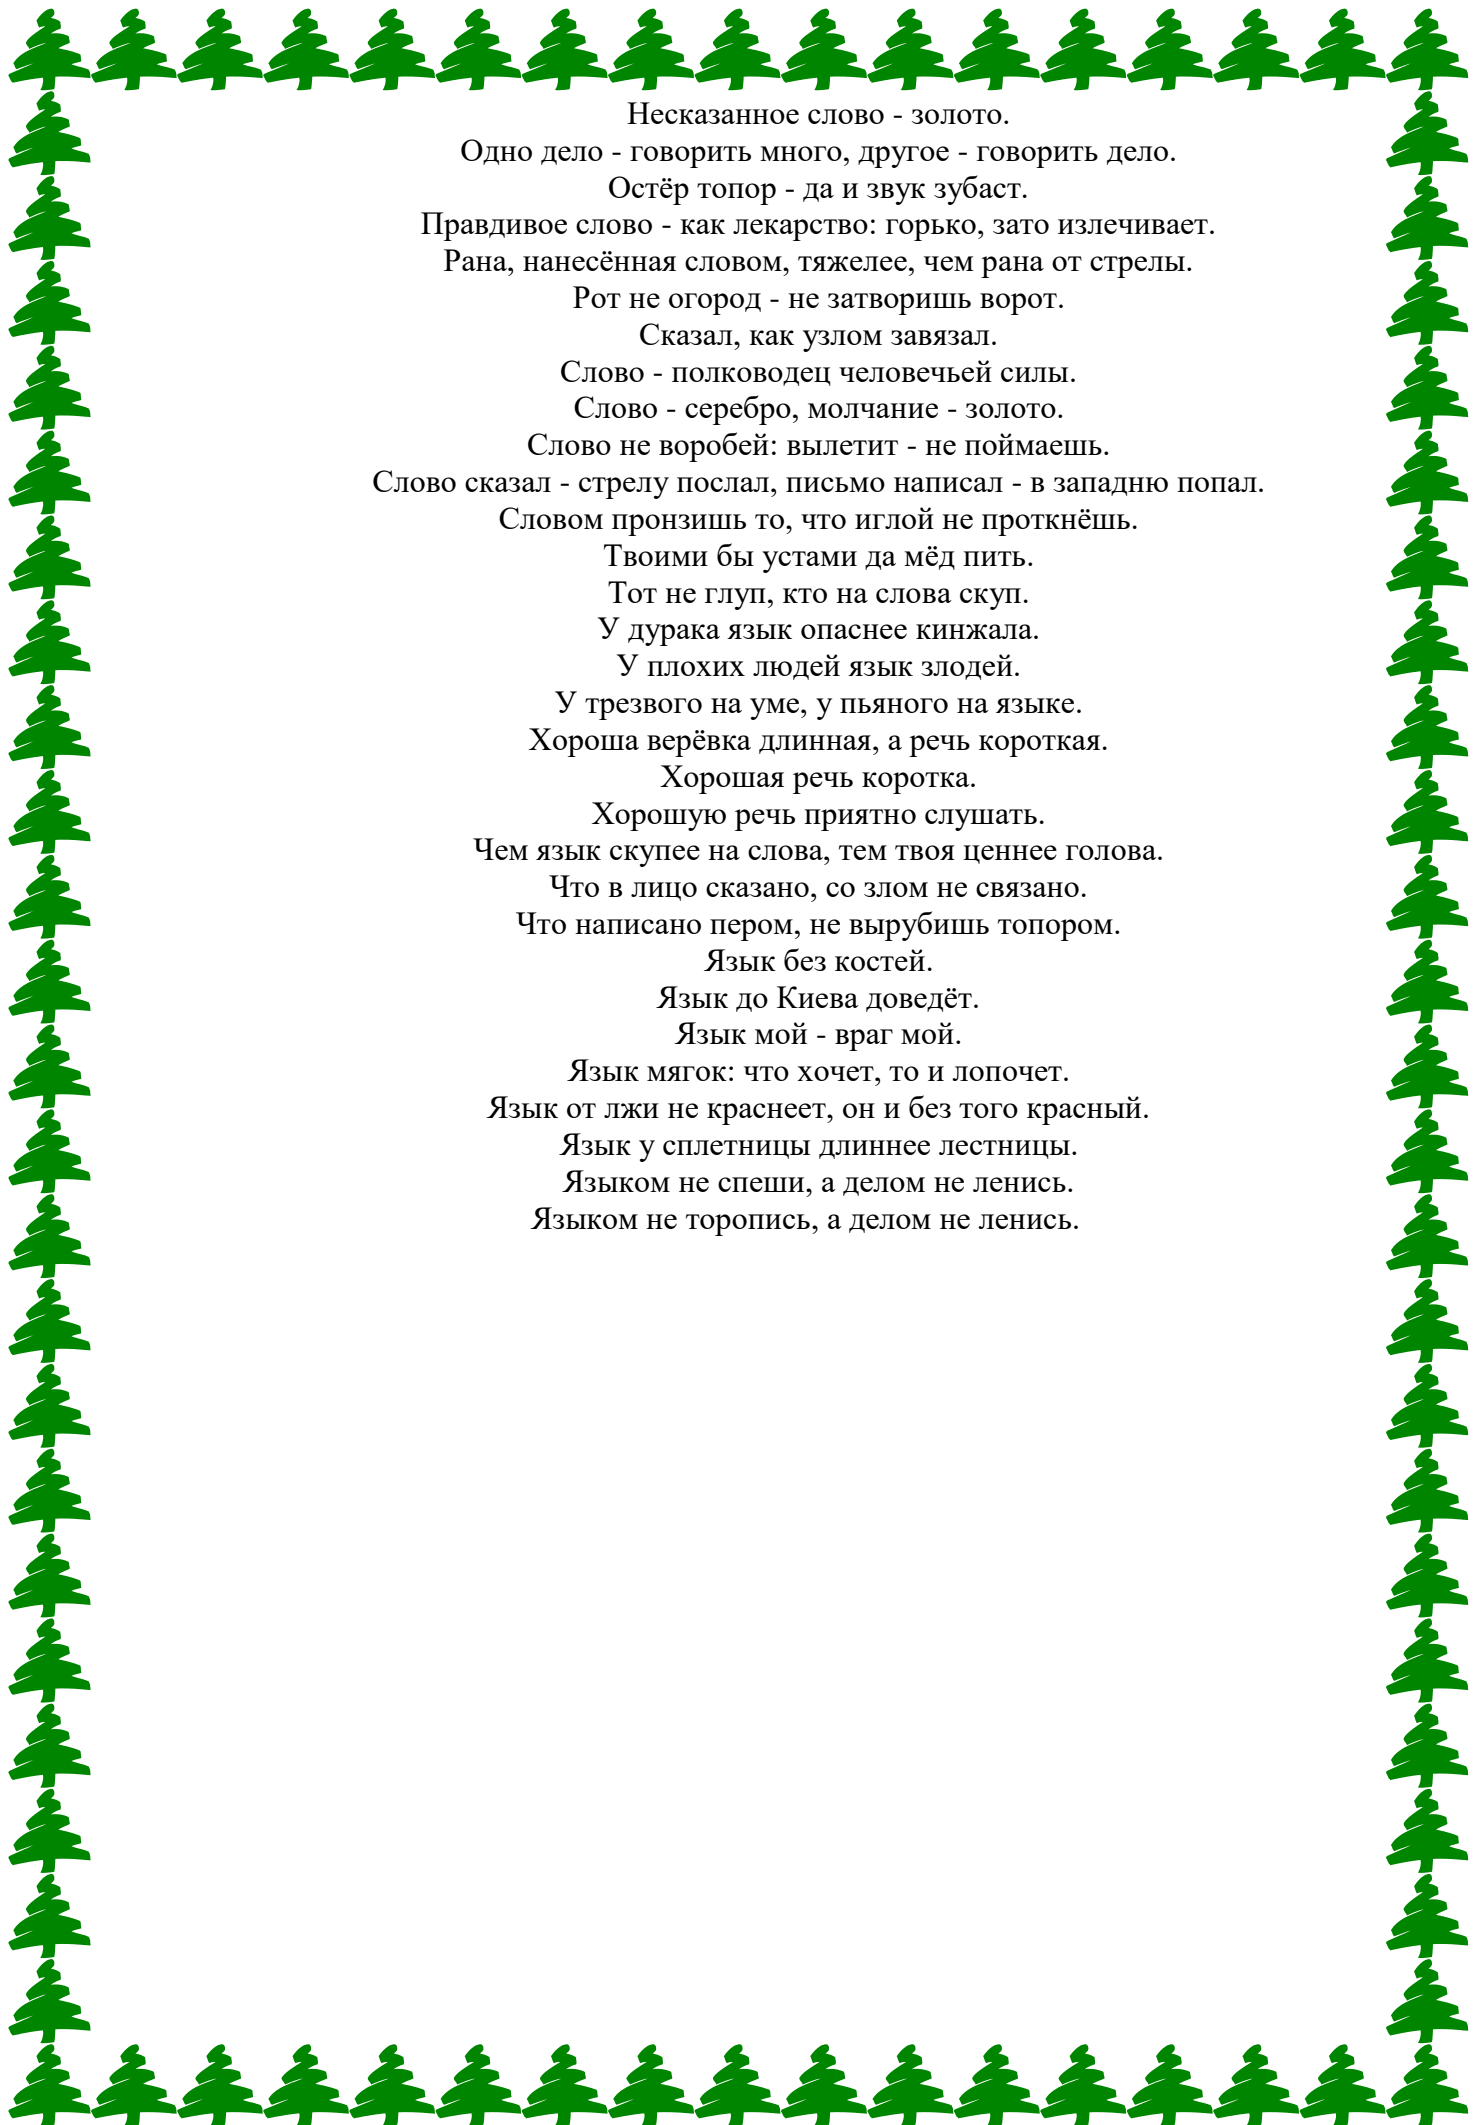 Несказанное слово - золото.
Одно дело - говорить много, другое - говорить дело.
Остёр топор - да и звук зубаст.
Правдивое слово - как лекарство: горько, зато излечивает.
Рана, нанесённая словом, тяжелее, чем рана от стрелы.
Рот не огород - не затворишь ворот.
Сказал, как узлом завязал.
Слово - полководец человечьей силы.
Слово - серебро, молчание - золото.
Слово не воробей: вылетит - не поймаешь.
Слово сказал - стрелу послал, письмо написал - в западню попал.
Словом пронзишь то, что иглой не проткнёшь.
Твоими бы устами да мёд пить.
Тот не глуп, кто на слова скуп.
У дурака язык опаснее кинжала.
У плохих людей язык злодей.
У трезвого на уме, у пьяного на языке.
Хороша верёвка длинная, а речь короткая.
Хорошая речь коротка.
Хорошую речь приятно слушать.
Чем язык скупее на слова, тем твоя ценнее голова.
Что в лицо сказано, со злом не связано.
Что написано пером, не вырубишь топором.
Язык без костей.
Язык до Киева доведёт.
Язык мой - враг мой.
Язык мягок: что хочет, то и лопочет.
Язык от лжи не краснеет, он и без того красный.
Язык у сплетницы длиннее лестницы.
Языком не спеши, а делом не ленись.
Языком не торопись, а делом не ленись.